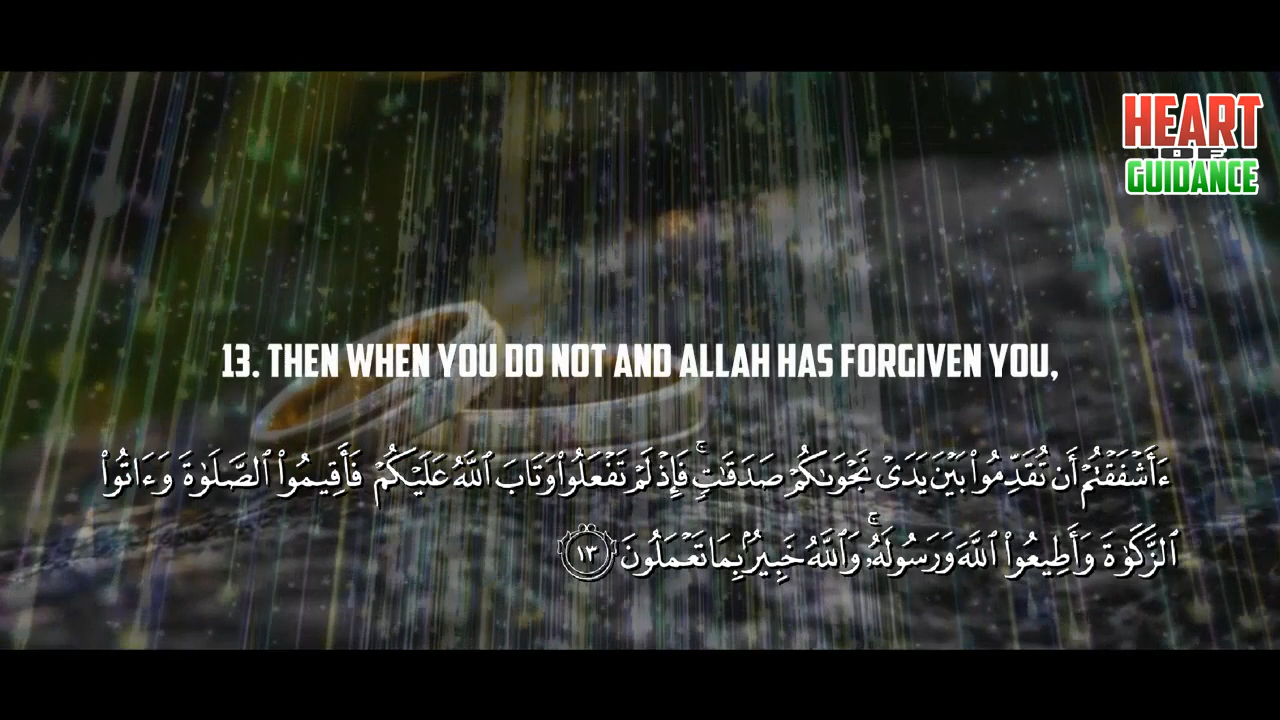 HEART
OF
GUIDANCE
13. THEN WHEN YOU DO NOT AND ALLAH HAS FORGIVEN YOU,
ءَأَشْفَقْتُمْ أَن تُقَدِّمُوا۟ بَيْنَ يَدَىْ نَجْوَىٰكُمْ صَدَقَـٰتٍ ۚ فَإِذْ لَمْ تَفْعَلُوا۟ وَتَابَ ٱللَّهُ عَلَيْكُمْ فَأَقِيمُوا۟ ٱلصَّلَوٰةَ وَءَاتُوا۟
ٱلزَّكَوٰةَ وَأَطِيعُوا۟ ٱللَّهَ وَرَسُولَهُۥ ۚ وَٱللَّهُ خَبِيرٌۢ بِمَا تَعْمَلُونَ ١٣